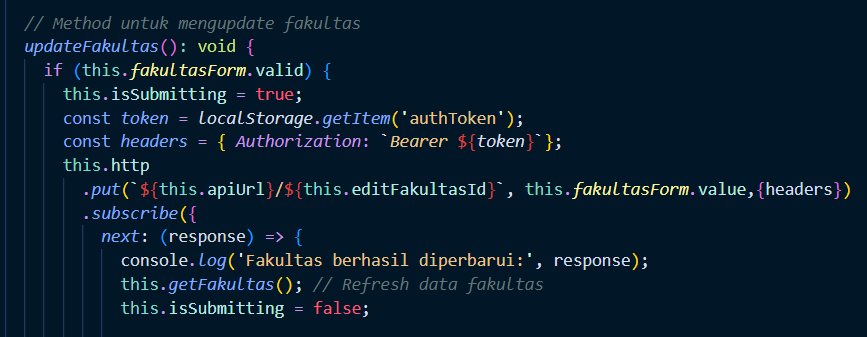 // Method untuk mengupdate fakultas
updateFakultas(): void {
if (this.fakultasForm.valid) {
this.isSubmitting = true;
const token = localStorage.getItem('authToken');
const headers = { Authorization: `Bearer ${token}`};
this.http
.put(`${this.apiUrl}/${this.editFakultasId}`, this.fakultasForm.value,{headers})
.subscribe({
next: (response) => {
console.log('Fakultas berhasil diperbarui:', response);
this.getFakultas(); // Refresh data fakultas
this.isSubmitting = false;